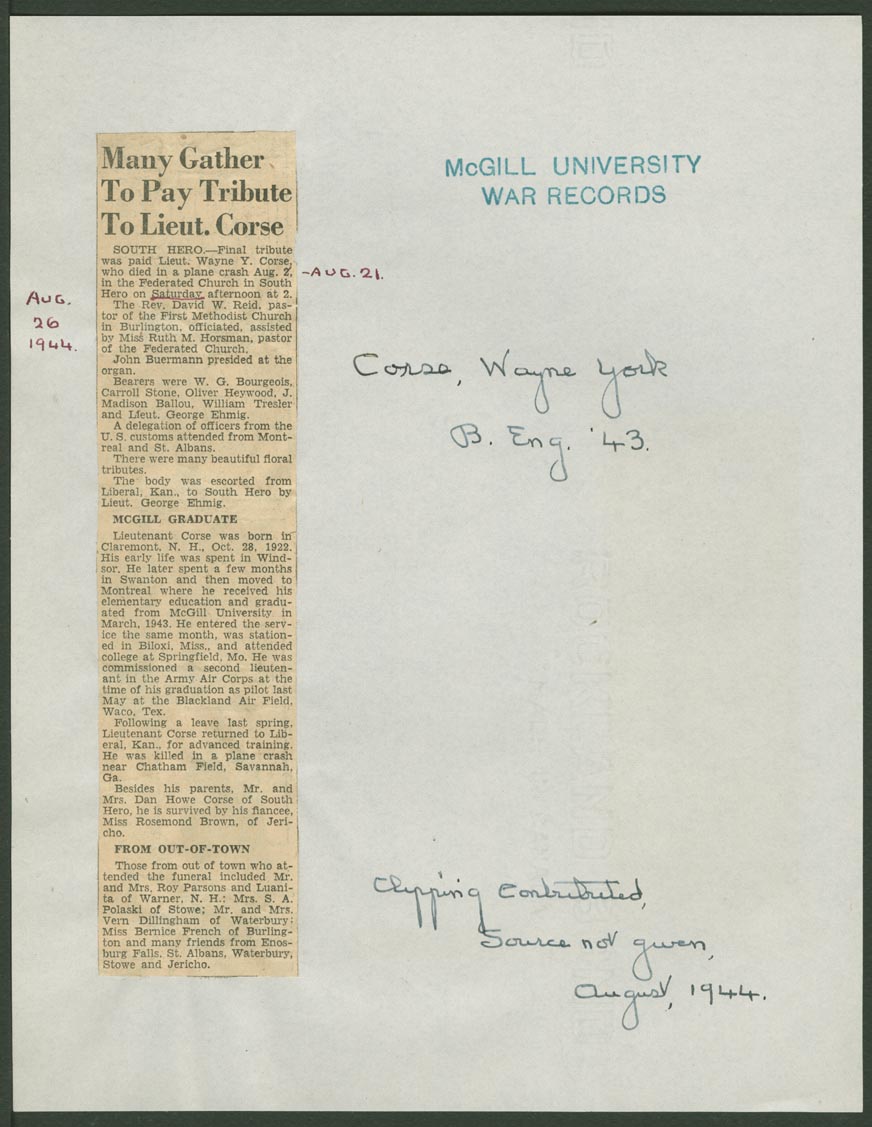 McGILL UNIVERSITY
WAR RECORDS
Many Gather
To Pay Tribute
To Lieut. Corse
SOUTH HERO.—Final tribute
was paid Lieut. Wayne Y. Corse,
who died in a plane crash Aug. 2,
-AUG. 21.
in the Federated Church in South
Hero on Saturday afternoon at 2.
AUG.
26
1944.
The Rev. David W. Reid, pas-
tor of the First Methodist Church
in Burlington, officiated, assisted
by Miss Ruth M. Horsman, pastor
of the Federated Church.
John Buermann presided at the
organ.
Bearers were W. G. Bourgeois,
Carroll Stone, Oliver Heywood, J.
Madison Ballou, William Tresler
and Lieut. George Ehmig.
A delegation of officers from the
U. S. customs attended from Mont-
real and St. Albans.
There were many beautiful floral
tributes.
The body was escorted from
Liberal, Kan., to South Hero by
Lieut. George Ehmig.
MCGILL GRADUATE
Lieutenant Corse was born in
Claremont, N. H., Oct. 28, 1922.
His early life was spent in Wind-
sor. He later spent a few months
in Swanton and then moved to
Montreal where he received his
elementary education and gradu-
ated from McGill University in
March, 1943. He entered the serv-
ice the same month, was station-
ed in Biloxi, Miss., and attended
college at Springfield, Mo. He was
commissioned a second lieuten-
ant in the Army Air Corps at the
time of his graduation as pilot last
May at the Blackland Air Field,
Waco, Tex.
Following a leave last spring,
Lieutenant Corse returned to Lib-
eral, Kan., for advanced training.
He was killed in a plane crash
near Chatham Field, Savannah,
Ga.
Besides his parents, Mr. and
Mrs. Dan Howe Corse of South
Hero, he is survived by his fiancee,
Miss Rosemond Brown, of Jeri-
cho.
FROM OUT-OF-TOWN
Those from out of town who at-
tended the funeral included Mr.
and Mrs. Roy Parsons and Luani-
ta of Warner, N. H.; Mrs. S. A.
Polaski of Stowe; Mr. and Mrs.
Vern Dillingham of Waterbury;
Miss Bernice French of Burling-
ton and many friends from Enos-
burg Falls, St. Albans, Waterbury,
Stowe and Jericho.
Corse, Wayne York
B. Eng. '43.
Clipping Contributed,
Source not given,
August, 1944.